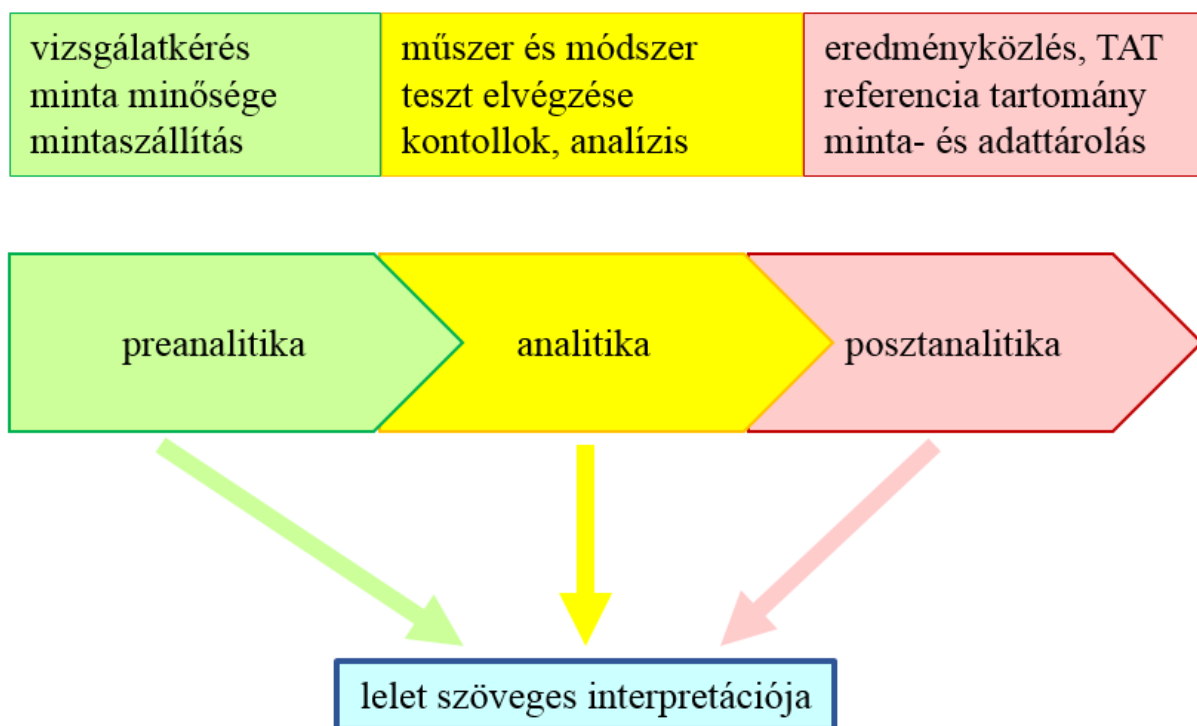 vizsgálatkérés
minta minősége
mintaszállítás
műszer és módszer
teszt elvégzése
kontollok, analízis
eredményközlés, TAT
referencia tartomány
minta- és adattárolás
preanalitika
analitika
posztanalitika
lelet szöveges interpretációja